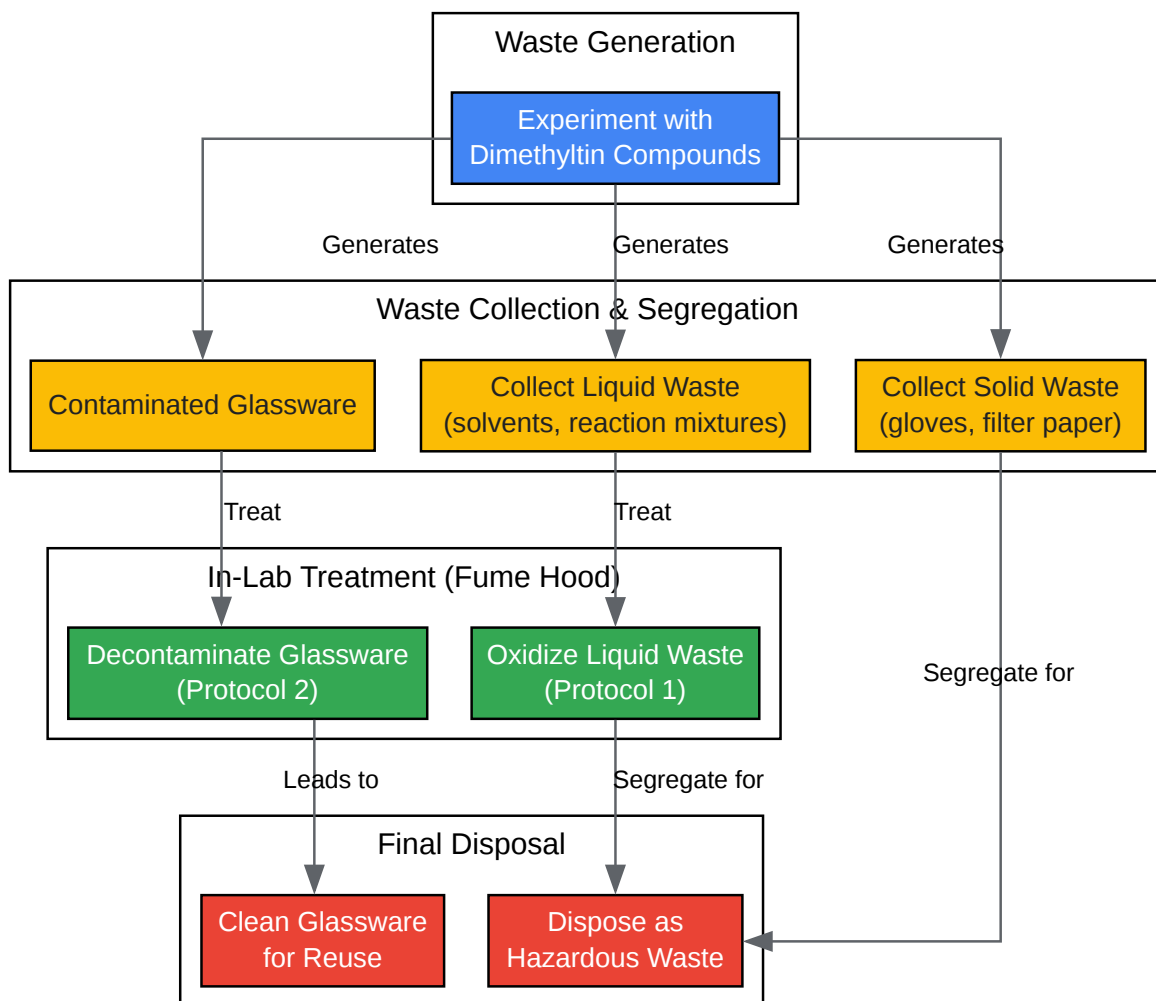 Waste Generation
Experiment with
Dimethyltin Compounds
Generates
Generates
Generates
Waste Collection & Segregation
Contaminated Glassware
Collect Liquid Waste
(solvents, reaction mixtures)
Collect Solid Waste
(gloves, filter paper)
Treat
Treat
In-Lab Treatment (Fume Hood)
Decontaminate Glassware
(Protocol 2)
Oxidize Liquid Waste
(Protocol 1)
Segregate for
Leads to
Segregate for
Final Disposal
Clean Glassware
for Reuse
Dispose as
Hazardous Waste